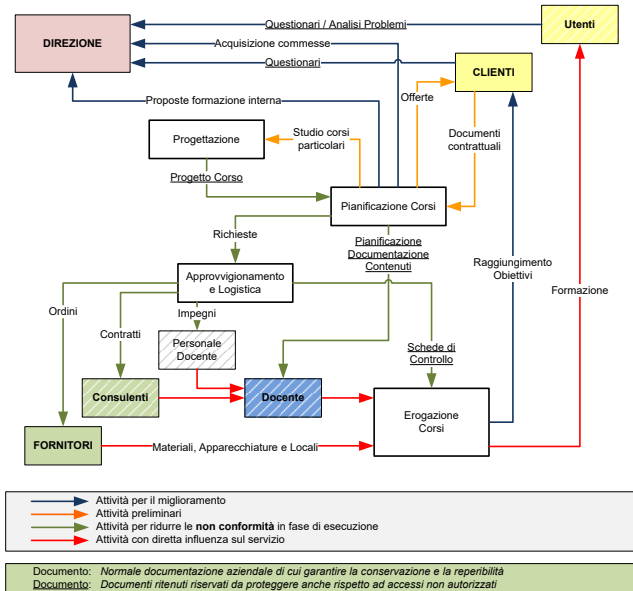 Questionari / Analisi Problemi
Utenti
DIREZIONE
Acquisizione commesse
Questionari
CLIENTI
Proposte formazione interna
Offerte
Progettazione
Studio corsi
particolari
Documenti
contrattuali
Progetto Corso
Pianificazione Corsi
Richieste
Pianificazione
Documentazione
Contenuti
Raggiungimento
Obiettivi
Formazione
Approvvigionamento
e Logistica
Ordini
Impegni
Contratti
Personale
Docente
Schede di
Controllo
Consulenti
Docente
Erogazione
Corsi
FORNITORI
Materiali, Apparecchiature e Locali
Attività per il miglioramento
Attività preliminari
Attività per ridurre le non conformità in fase di esecuzione
Attività con diretta influenza sul servizio
Documento: Normale documentazione aziendale di cui garantire la conservazione e la reperibilità
Documento: Documenti ritenuti riservati da proteggere anche rispetto ad accessi non autorizzati